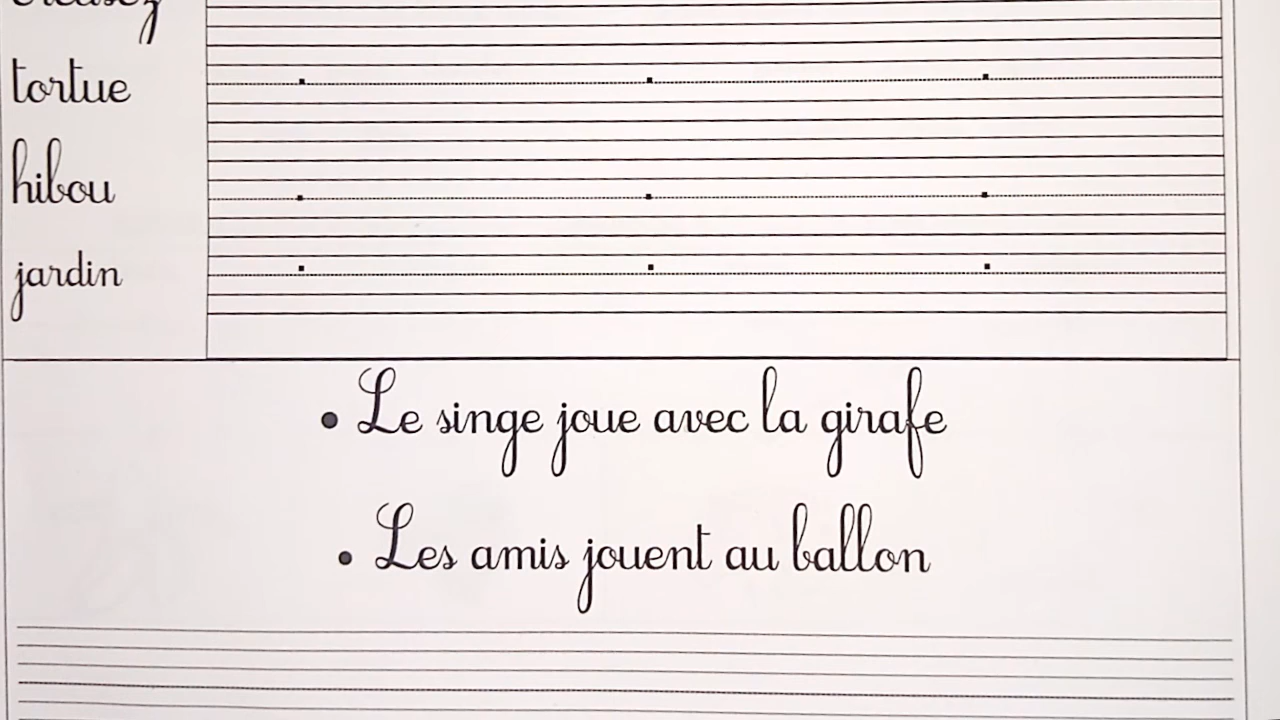 tortue
hibou
jardin
• Le singe joue avec la girafe
• Les amis jouent au ballon